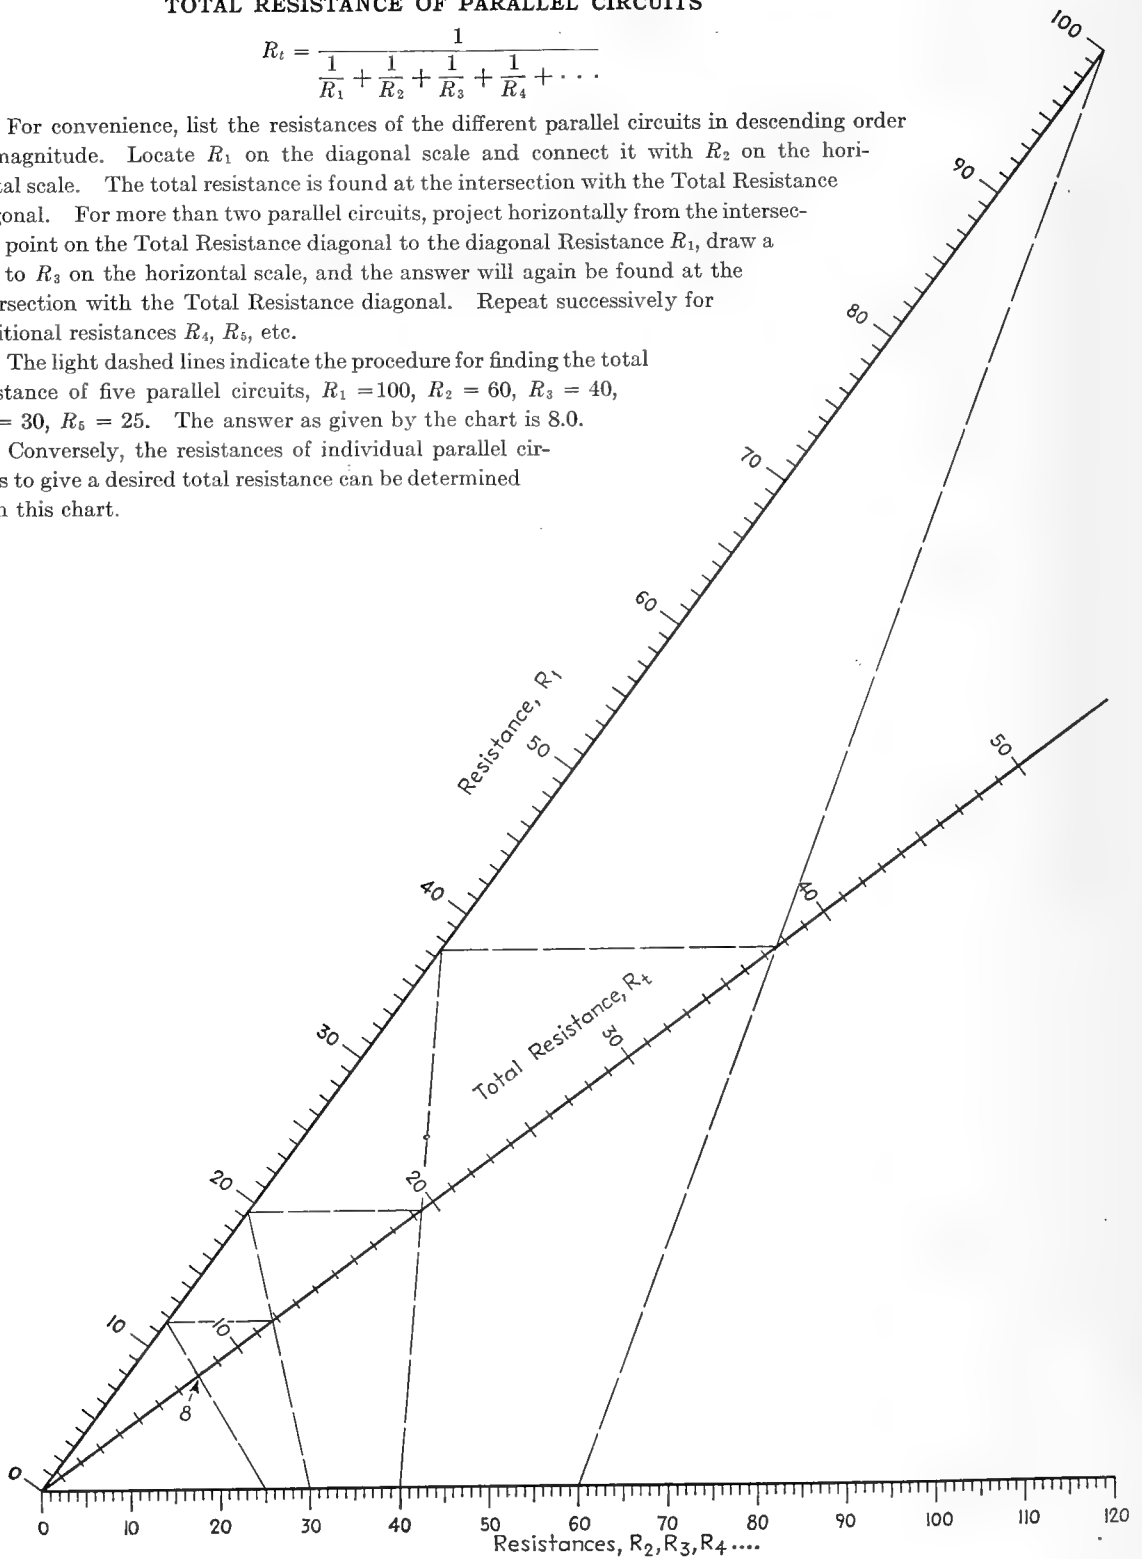 TOTAL RESISTANCE OF PARALLEL CIRCUITS
R_t = 1 / (1/R_1 + 1/R_2 + 1/R_3 + 1/R_4 + · · ·
For convenience, list the resistances of the different parallel circuits in descending order
magnitude. Locate R_1 on the diagonal scale and connect it with R_2 on the hori-
al scale. The total resistance is found at the intersection with the Total Resistance
onal. For more than two parallel circuits, project horizontally from the intersec-
point on the Total Resistance diagonal to the diagonal Resistance R_1, draw a
to R_3 on the horizontal scale, and the answer will again be found at the
rsection with the Total Resistance diagonal. Repeat successively for
itional resistances R_4, R_5, etc.
The light dashed lines indicate the procedure for finding the total
stance of five parallel circuits, R_1 =100, R_2 = 60, R_3 = 40,
= 30, R_5 = 25. The answer as given by the chart is 8.0.
Conversely, the resistances of individual parallel cir-
s to give a desired total resistance can be determined
this chart.
100
90
80
70
60
Resistance, R_1
50
50
40
40
30
Total Resistance, R_t
30
20
20
10
10
8
0
0 10 20 30 40 50 60 70 80 90 100 110 120
Resistances, R_2,R_3,R_4 ....